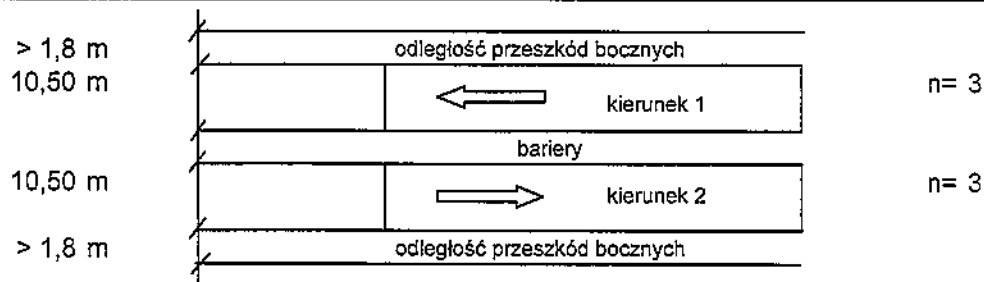 > 1,8 m odległość przeszkód bocznych
10,50 m kierunek 1 n= 3
bariery
10,50 m kierunek 2 n= 3
> 1,8 m odległość przeszkód bocznych